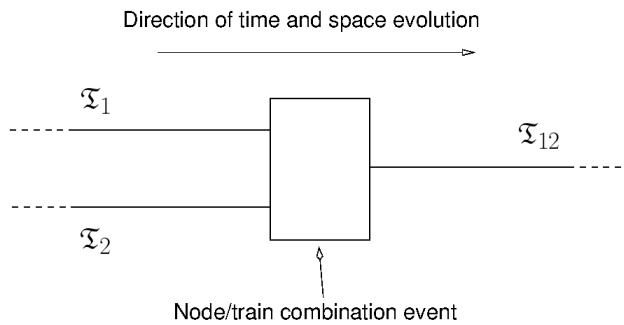 Direction of time and space evolution
𝔗₁
𝔗₁₂
𝔗₂
Node/train combination event